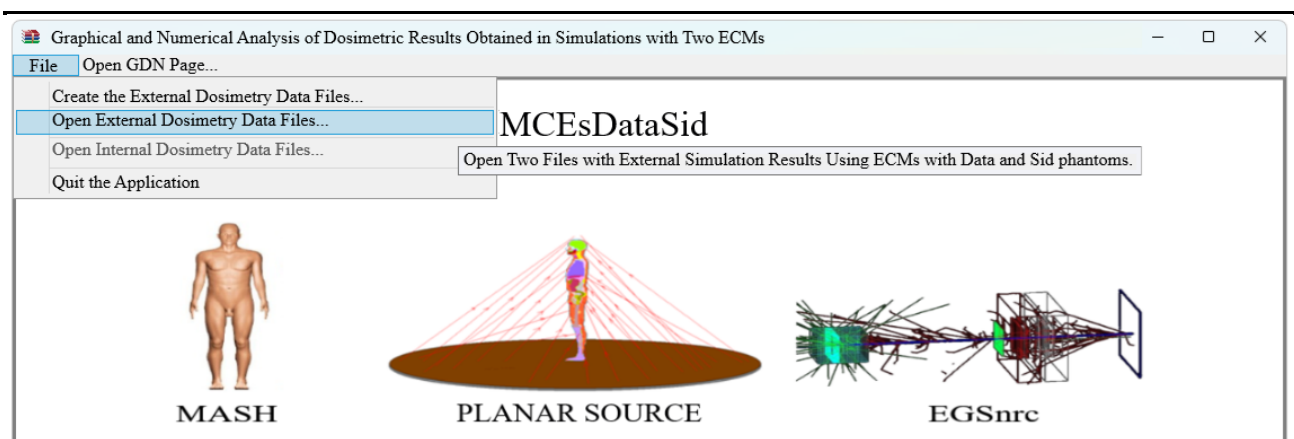 Graphical and Numerical Analysis of Dosimetric Results Obtained in Simulations with Two ECMs
File Open GDN Page...
Create the External Dosimetry Data Files...
Open External Dosimetry Data Files...
MCEsDataSid
Open Internal Dosimetry Data Files...
Open Two Files with External Simulation Results Using ECMs with Data and Sid phantoms.
Quit the Application
MASH
PLANAR SOURCE
EGSnrc